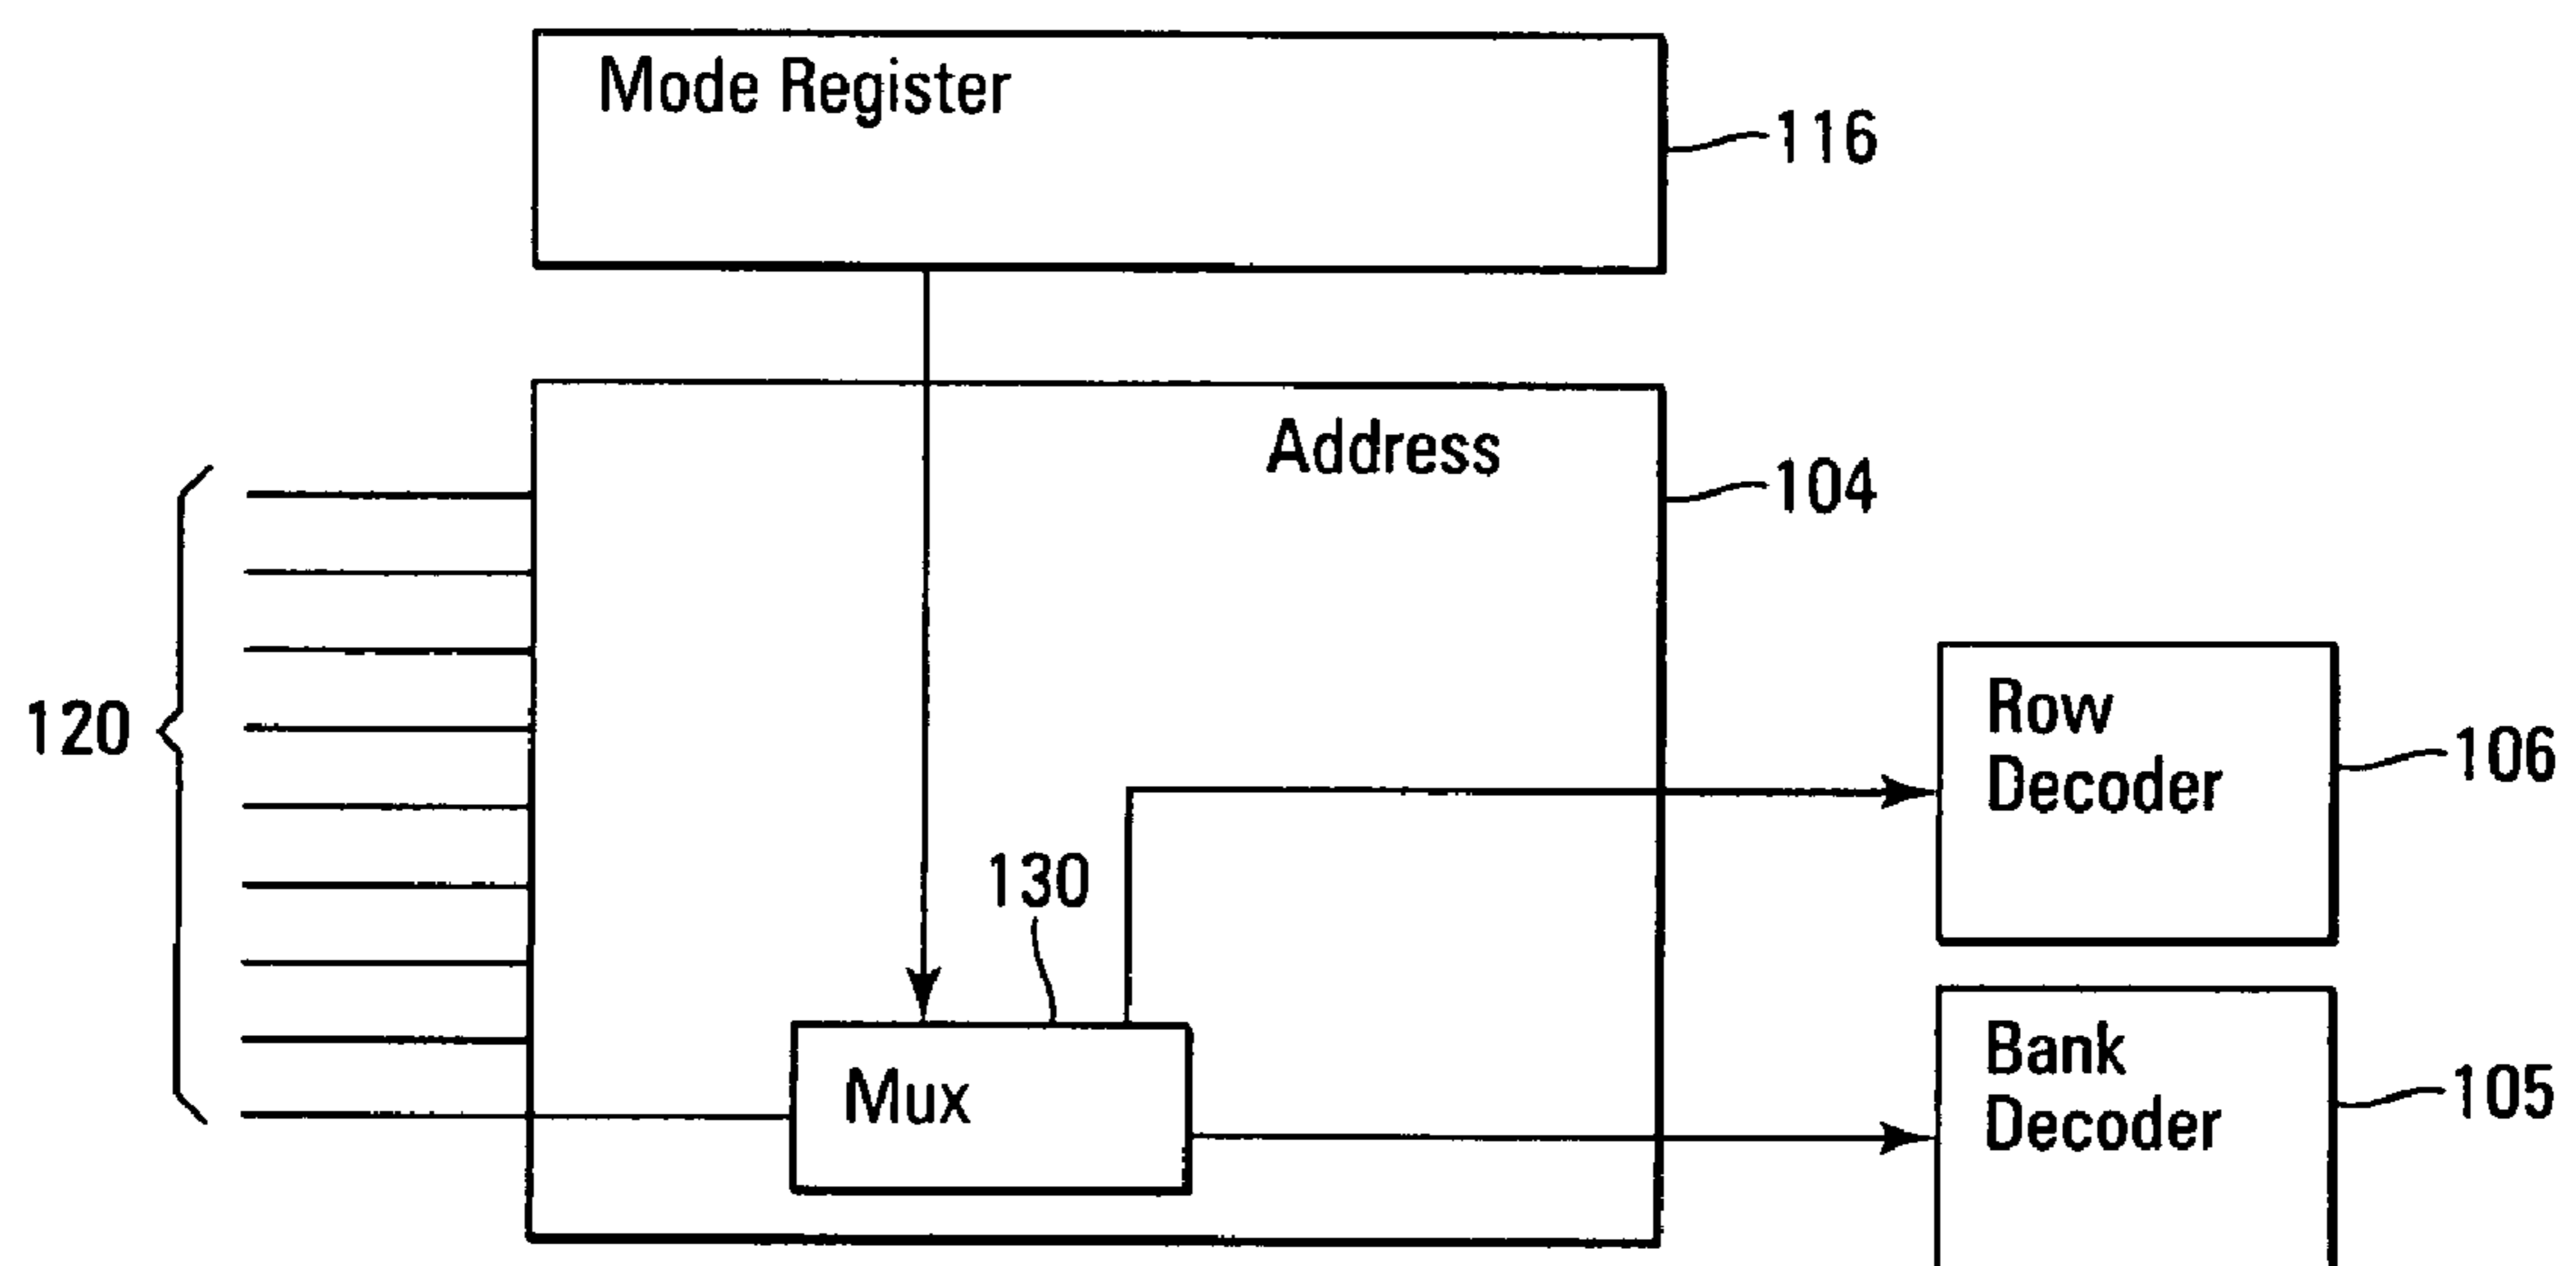 Mode Register
116
Address
104
120
Row
Decoder
106
130
Mux
Bank
Decoder
105